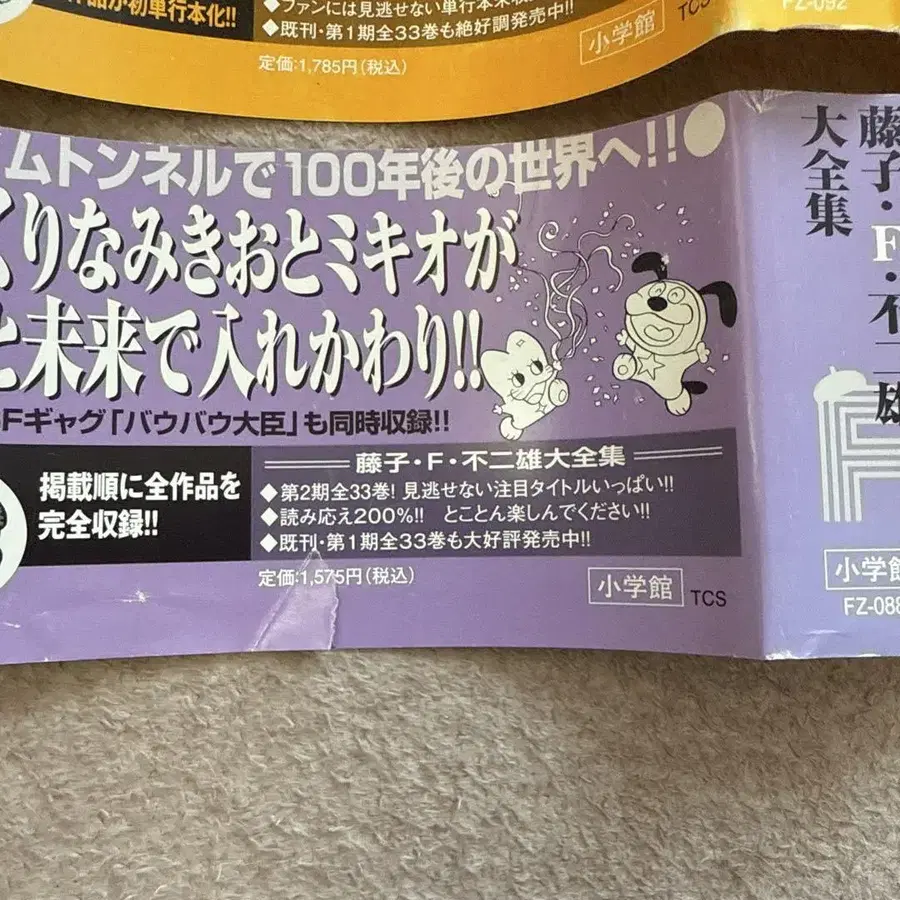 作品が初単行本化!!
◆ファンには見逃せない単行本未収
◆既刊・第1期全33巻も絶好調発売中!!
定価:1,785円(税込)
小学館
TCS
FZ-092
イムトンネルで100年後の世界へ!!
くりなみきおとミキオが
と未来で入れかわり!!
Fギャグ「バウバウ大臣」も同時収録!!
掲載順に全作品を
完全収録!!
藤子・F・不二雄大全集
◆第2期全33巻! 見逃せない注目タイトルいっぱい!!
◆読み応え200%!! とことん楽しんでください!!
◆既刊・第1期全33巻も大好評発売中!!
定価:1,575円(税込)
小学館
TCS
藤子・F・不二雄
大全集
小学館
FZ-088